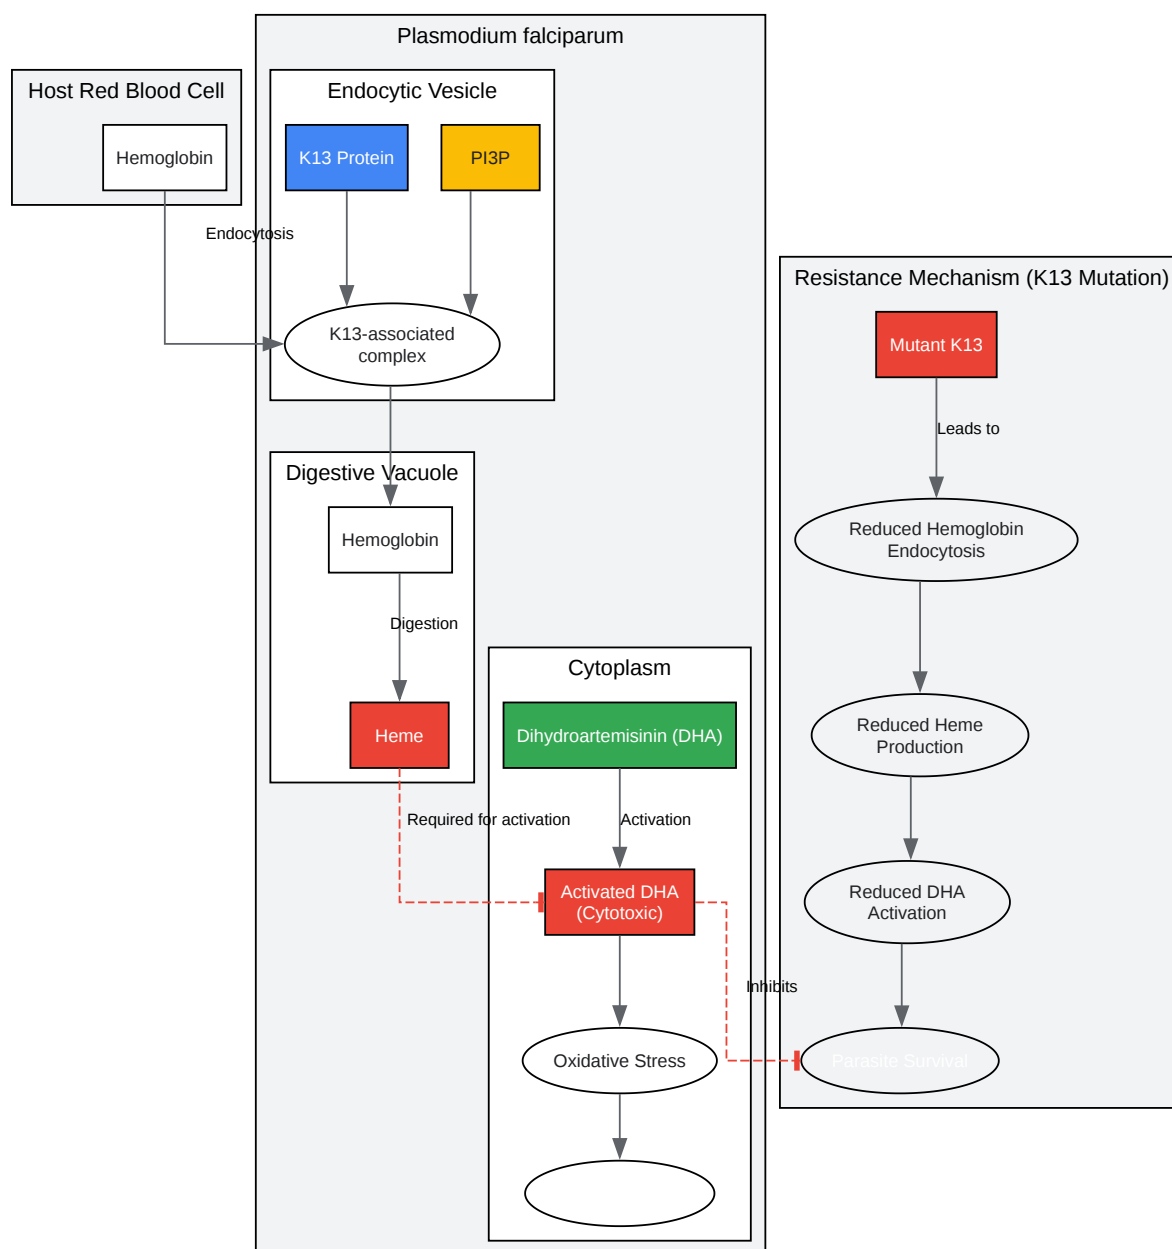 Plasmodium falciparum
Host Red Blood Cell
Endocytic Vesicle
Hemoglobin
K13 Protein
PI3P
Endocytosis
K13-associated
complex
Resistance Mechanism (K13 Mutation)
Mutant K13
Leads to
Digestive Vacuole
Hemoglobin
Reduced Hemoglobin
Endocytosis
Digestion
Cytoplasm
Heme
Dihydroartemisinin (DHA)
Reduced Heme
Production
Required for activation
Activation
Activated DHA
(Cytotoxic)
Reduced DHA
Activation
Inhibits
Oxidative Stress
Parasite Survival